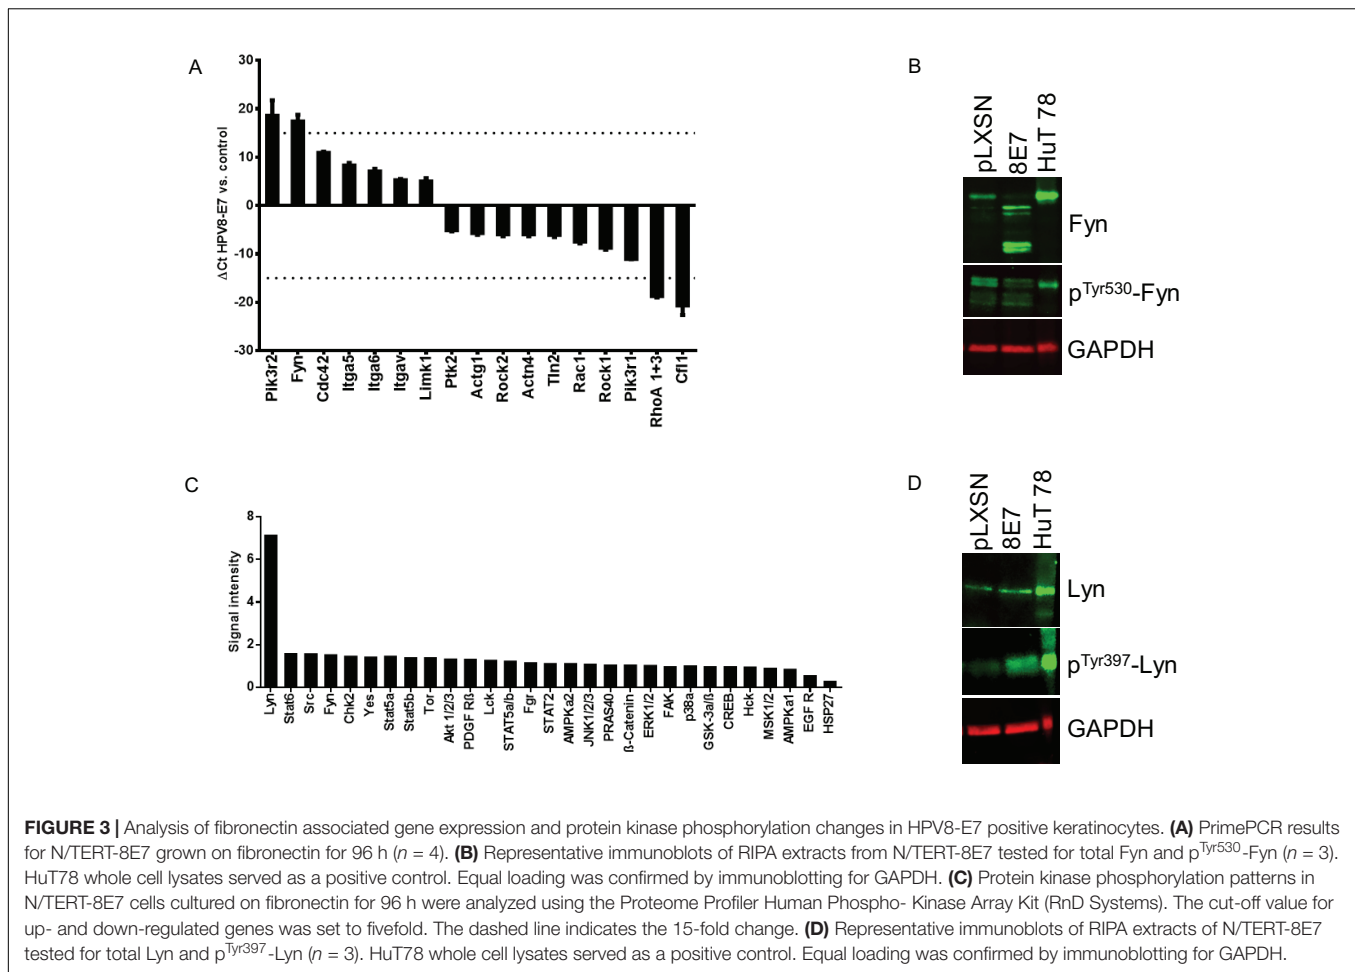 A
30
20
10
0
-10
-20
-30
ΔCt HPV8-E7 vs. control
Pik3r2
Fyn
Cdc42
Itga5
Itga6
Itgav
Limk1
Ptk2
Actg1
Rock2
Actn4
Tln2
Rac1
Rock1
Pik3r1
RhoA 1+3
Cfl1
B
pLXSN
8E7
HuT 78
Fyn
pTyr530-Fyn
GAPDH
C
8
6
4
2
0
Signal intensity
Lyn
Stat6
Src
Fyn
Chk2
Yes
Stat5a
Stat5b
Tor
Akt 1/2/3
PDGF Rß
Lck
STAT5a/b
Fgr
STAT2
AMPKa2
JNK1/2/3
PRAS40
ß-Catenin
ERK1/2
FAK
p38a
GSK-3a/ß
CREB
Hck
MSK1/2
AMPKa1
EGF R
HSP27
D
pLXSN
8E7
HuT 78
Lyn
pTyr397-Lyn
GAPDH
FIGURE 3 | Analysis of fibronectin associated gene expression and protein kinase phosphorylation changes in HPV8-E7 positive keratinocytes. (A) PrimePCR results
for N/TERT-8E7 grown on fibronectin for 96 h (n = 4). (B) Representative immunoblots of RIPA extracts from N/TERT-8E7 tested for total Fyn and pTyr530-Fyn (n = 3).
HuT78 whole cell lysates served as a positive control. Equal loading was confirmed by immunoblotting for GAPDH. (C) Protein kinase phosphorylation patterns in
N/TERT-8E7 cells cultured on fibronectin for 96 h were analyzed using the Proteome Profiler Human Phospho- Kinase Array Kit (RnD Systems). The cut-off value for
up- and down-regulated genes was set to fivefold. The dashed line indicates the 15-fold change. (D) Representative immunoblots of RIPA extracts of N/TERT-8E7
tested for total Lyn and pTyr397-Lyn (n = 3). HuT78 whole cell lysates served as a positive control. Equal loading was confirmed by immunoblotting for GAPDH.